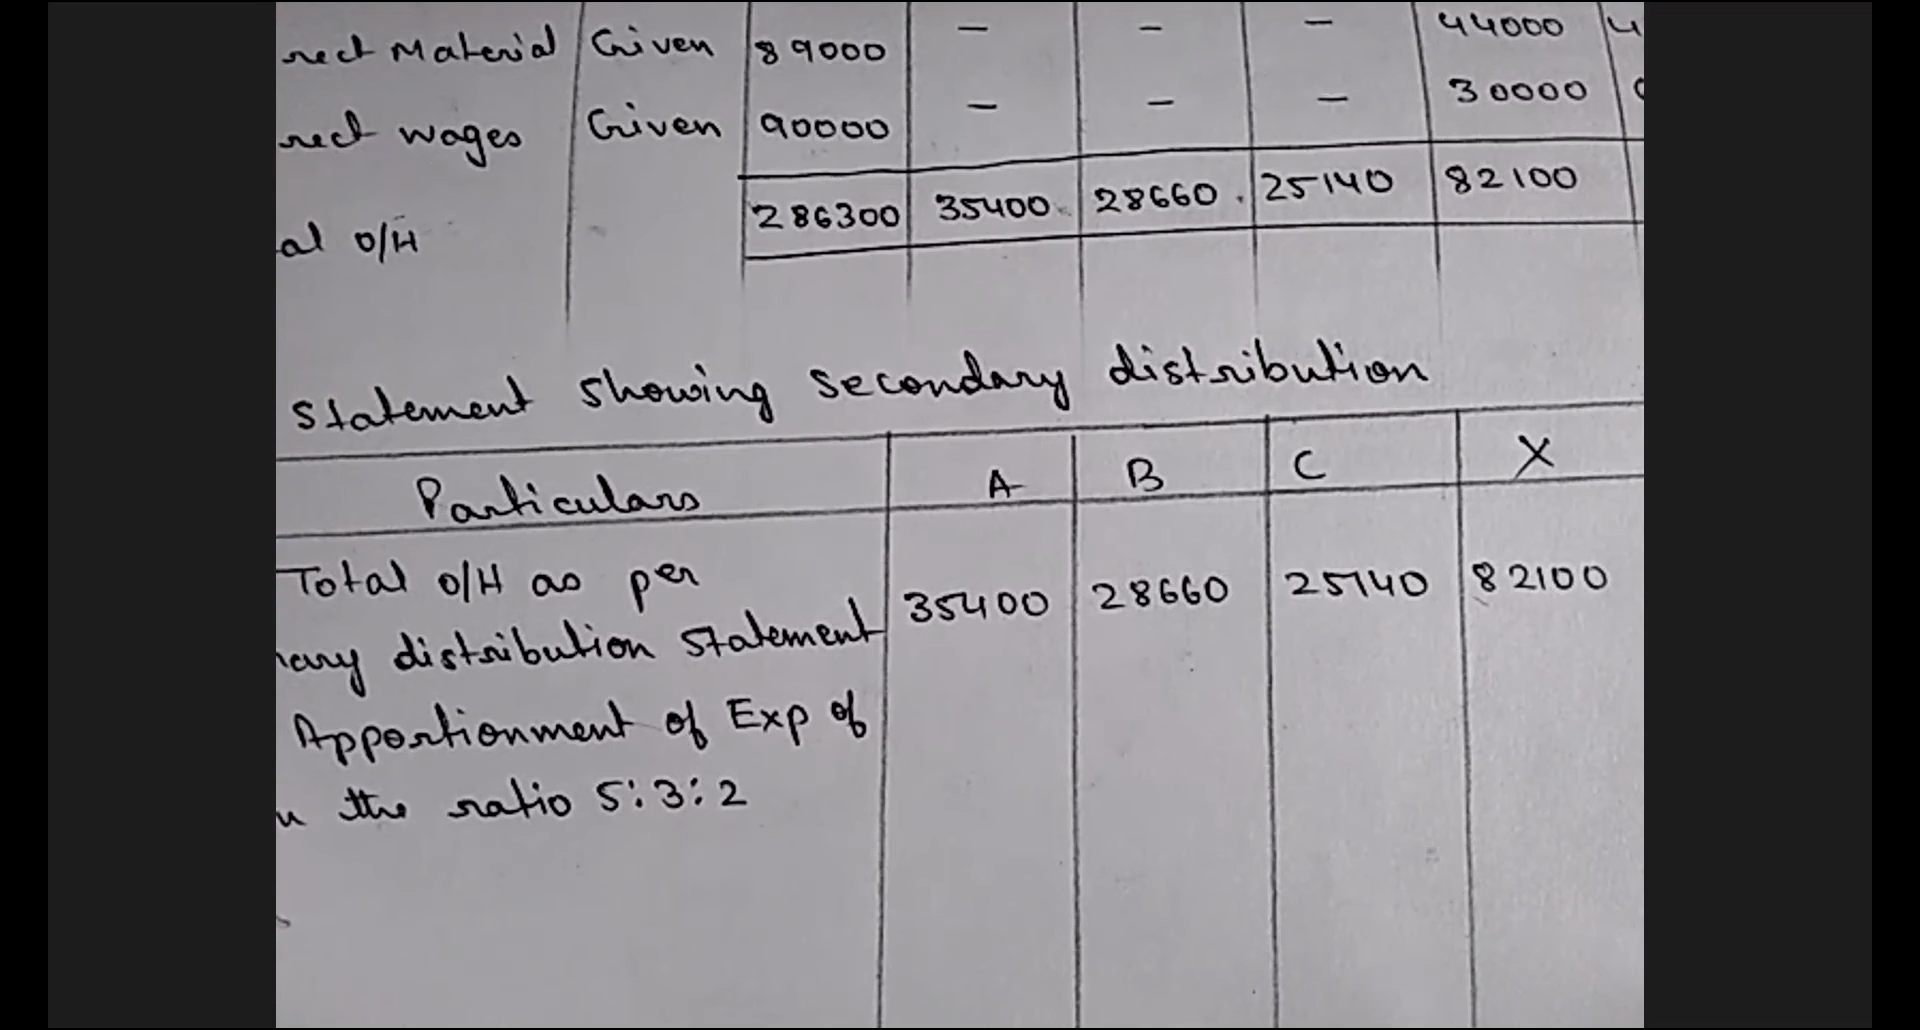 rect Material Given 89000 - - - 44000 4
rect wages Given 90000 - - - 30000
al O/H 286300 35400 28660 25140 82100
Statement Showing Secondary distribution
Particulars A B C X
Total O/H as per
ary distribution statement 35400 28660 25140 82100
Apportionment of Exp of
the ratio 5:3:2